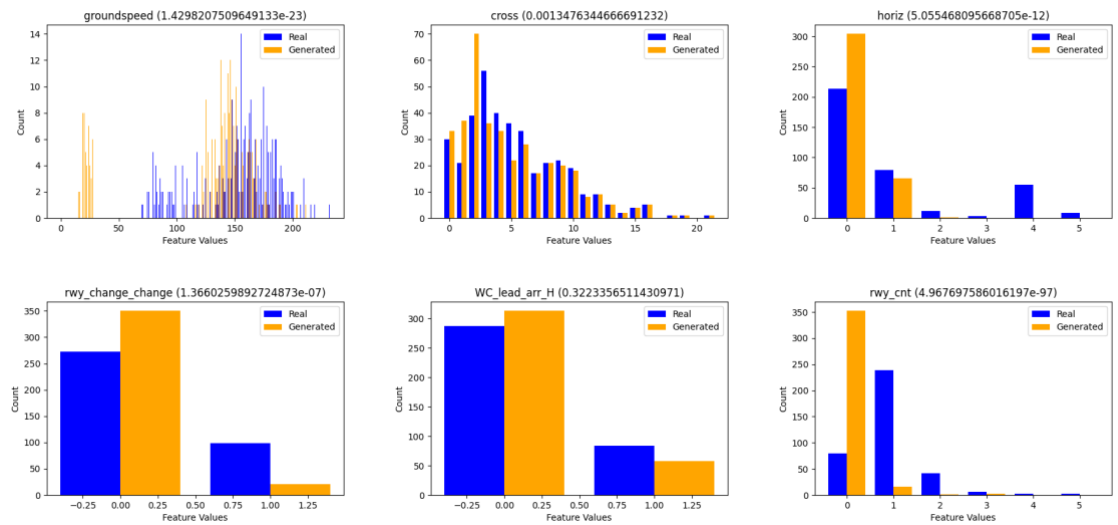 groundspeed (1.4298207509649133e-23)
Count
14
12
10
8
6
4
2
0
Real
Generated
0 50 100 150 200
Feature Values
cross (0.0013476344666691232)
Count
70
60
50
40
30
20
10
0
Real
Generated
0 5 10 15 20
Feature Values
horiz (5.055468095668705e-12)
Count
300
250
200
150
100
50
0
Real
Generated
0 1 2 3 4 5
Feature Values
rwy_change_change (1.3660259892724873e-07)
Count
350
300
250
200
150
100
50
0
Real
Generated
−0.25 0.00 0.25 0.50 0.75 1.00 1.25
Feature Values
WC_lead_arr_H (0.3223356511430971)
Count
300
250
200
150
100
50
0
Real
Generated
−0.25 0.00 0.25 0.50 0.75 1.00 1.25
Feature Values
rwy_cnt (4.967697586016197e-97)
Count
350
300
250
200
150
100
50
0
Real
Generated
0 1 2 3 4 5
Feature Values